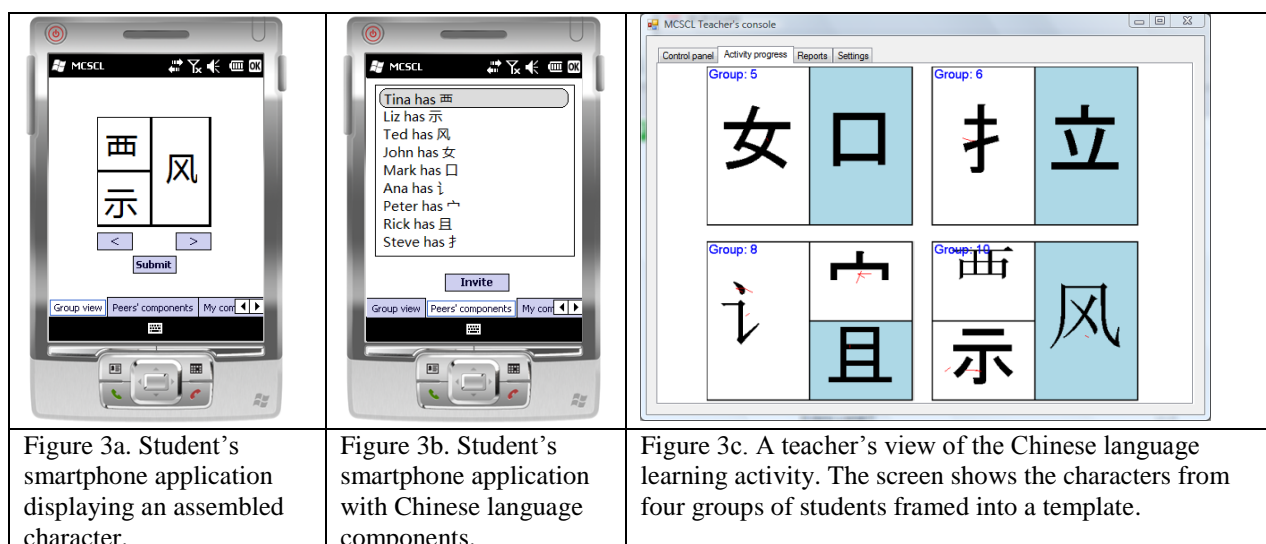 MCSCL
OK
西
示
风
<
>
Submit
Group view
Peers' components
My com
MCSCL
OK
Tina has 覀
Liz has 示
Ted has 风
John has 女
Mark has 口
Ana has 讠
Peter has 宀
Rick has 且
Steve has 扌
Invite
Group view
Peers' components
My com
MCSCL Teacher's console
Control panel
Activity progress
Reports
Settings
Group: 5
女
口
Group: 6
扌
立
Group: 8
讠
宀
且
Group: 10
覀
示
风
Figure 3a. Student's
smartphone application
displaying an assembled
character.
Figure 3b. Student's
smartphone application
with Chinese language
components.
Figure 3c. A teacher's view of the Chinese language
learning activity. The screen shows the characters from
four groups of students framed into a template.